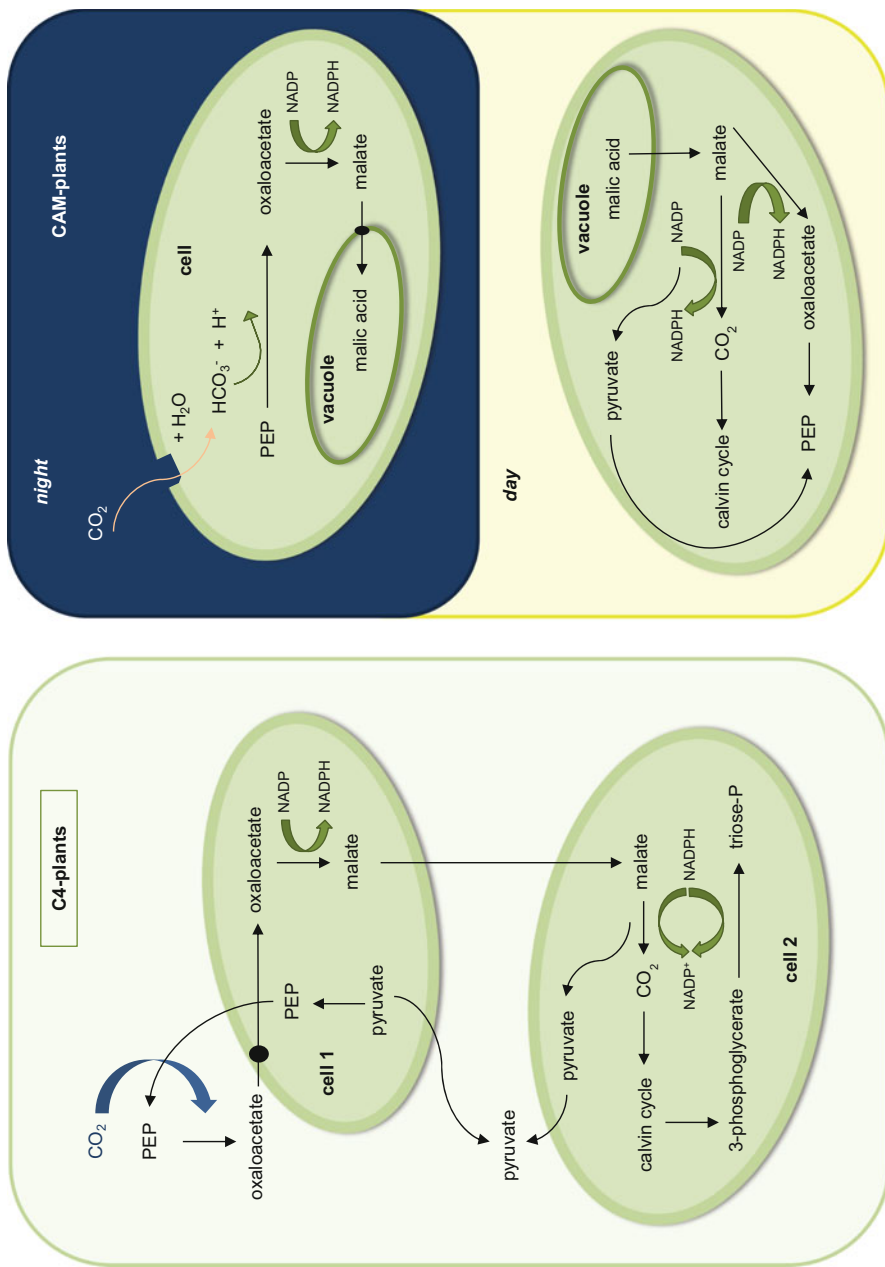 C4-plants
CO₂
PEP
oxaloacetate
oxaloacetate
NADP
NADPH
malate
PEP
pyruvate
cell 1
pyruvate
pyruvate
malate
CO₂
calvin cycle
NADPH
NADP⁺
3-phosphoglycerate
triose-P
cell 2
CAM-plants
night
CO₂
+ H₂O
HCO₃⁻ + H⁺
cell
PEP
oxaloacetate
NADP
NADPH
malate
vacuole
malic acid
day
vacuole
malic acid
malate
pyruvate
NADP
NADPH
CO₂
calvin cycle
NADP
NADPH
oxaloacetate
PEP